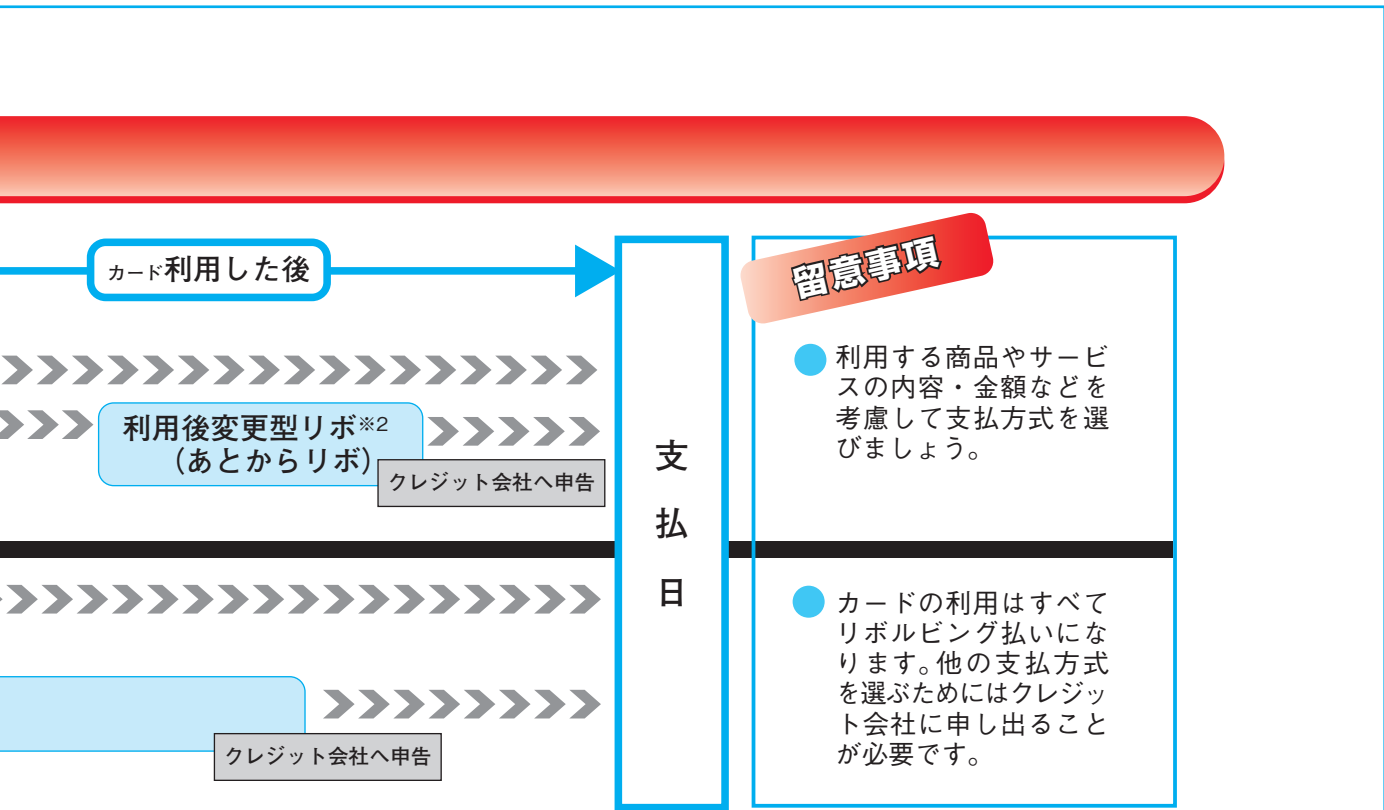 カード利用した後
利用後変更型リボ※2
(あとからリボ)
クレジット会社へ申告
クレジット会社へ申告
支払日
留意事項
利用する商品やサービ
スの内容・金額などを
考慮して支払方式を選
びましょう。
カードの利用はすべて
リボルビング払いにな
ります。他の支払方式
を選ぶためにはクレジッ
ト会社に申し出ること
が必要です。